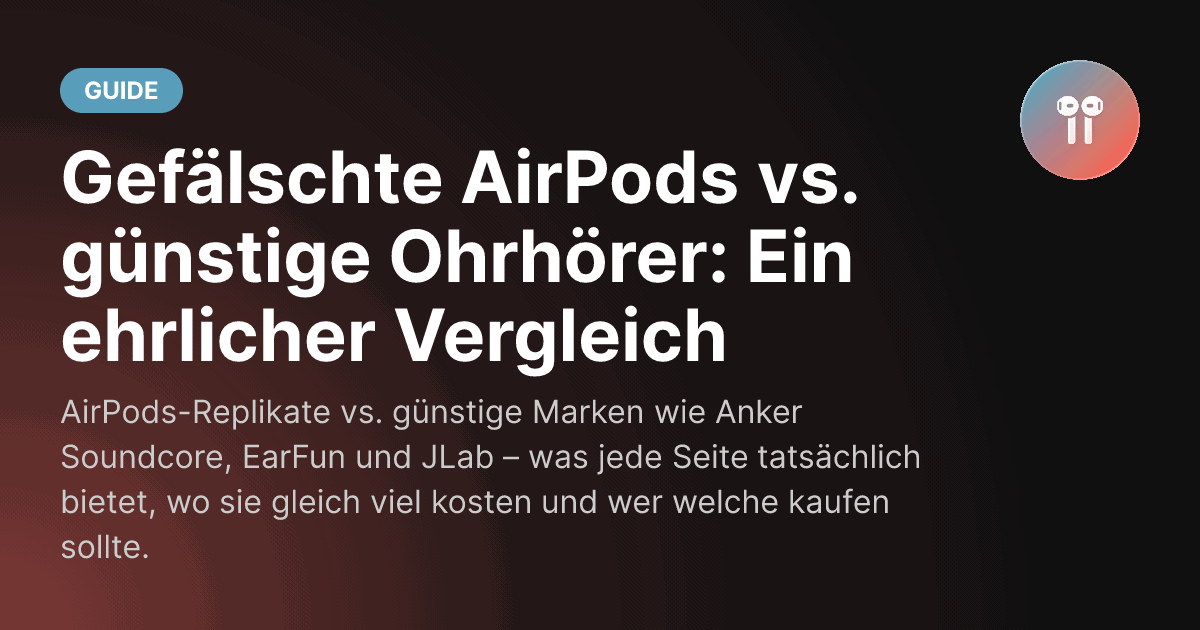 GUIDE
Gefälschte AirPods vs.
günstige Ohrhörer: Ein
ehrlicher Vergleich
AirPods-Replikate vs. günstige Marken wie Anker
Soundcore, EarFun und JLab – was jede Seite tatsächlich
bietet, wo sie gleich viel kosten und wer welche kaufen
sollte.